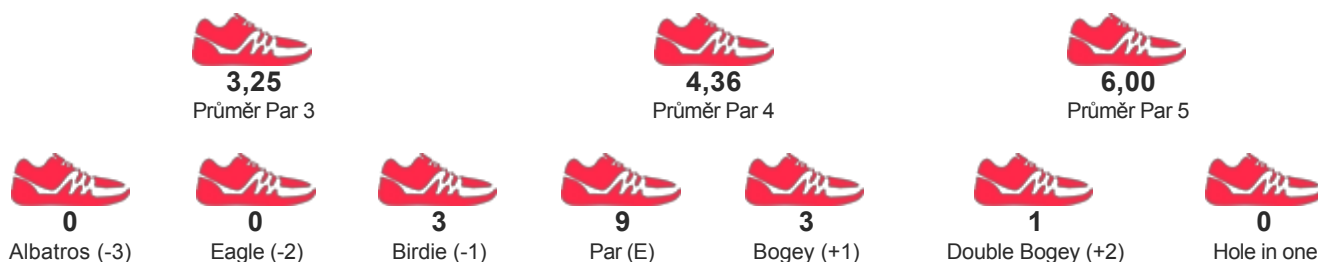 3,25 4,36 6,00
Průměr Par 3 Průměr Par 4 Průměr Par 5
0 0 3 9 3 1 0
Albatros (-3) Eagle (-2) Birdie (-1) Par (E) Bogey (+1) Double Bogey (+2) Hole in one